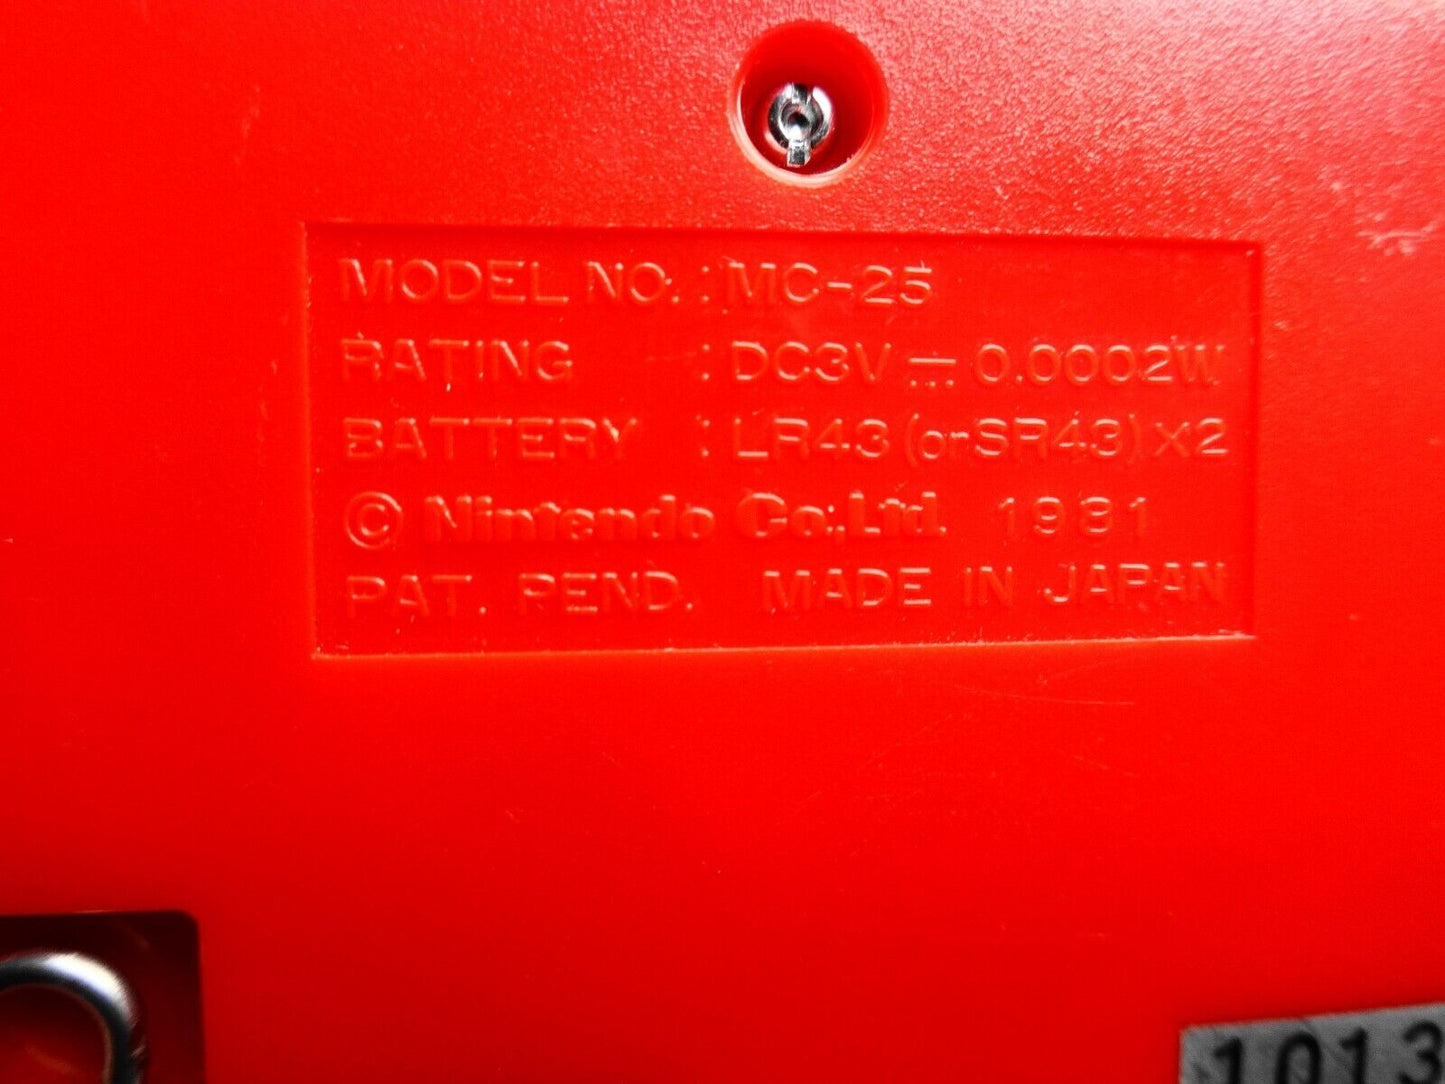 MODEL NO. : MC-25
RATING : DC3V ⎓ 0.0002W
BATTERY : LR43 (or SR43) X2
© Nintendo Co., Ltd. 1981
PAT. PEND. MADE IN JAPAN
1013